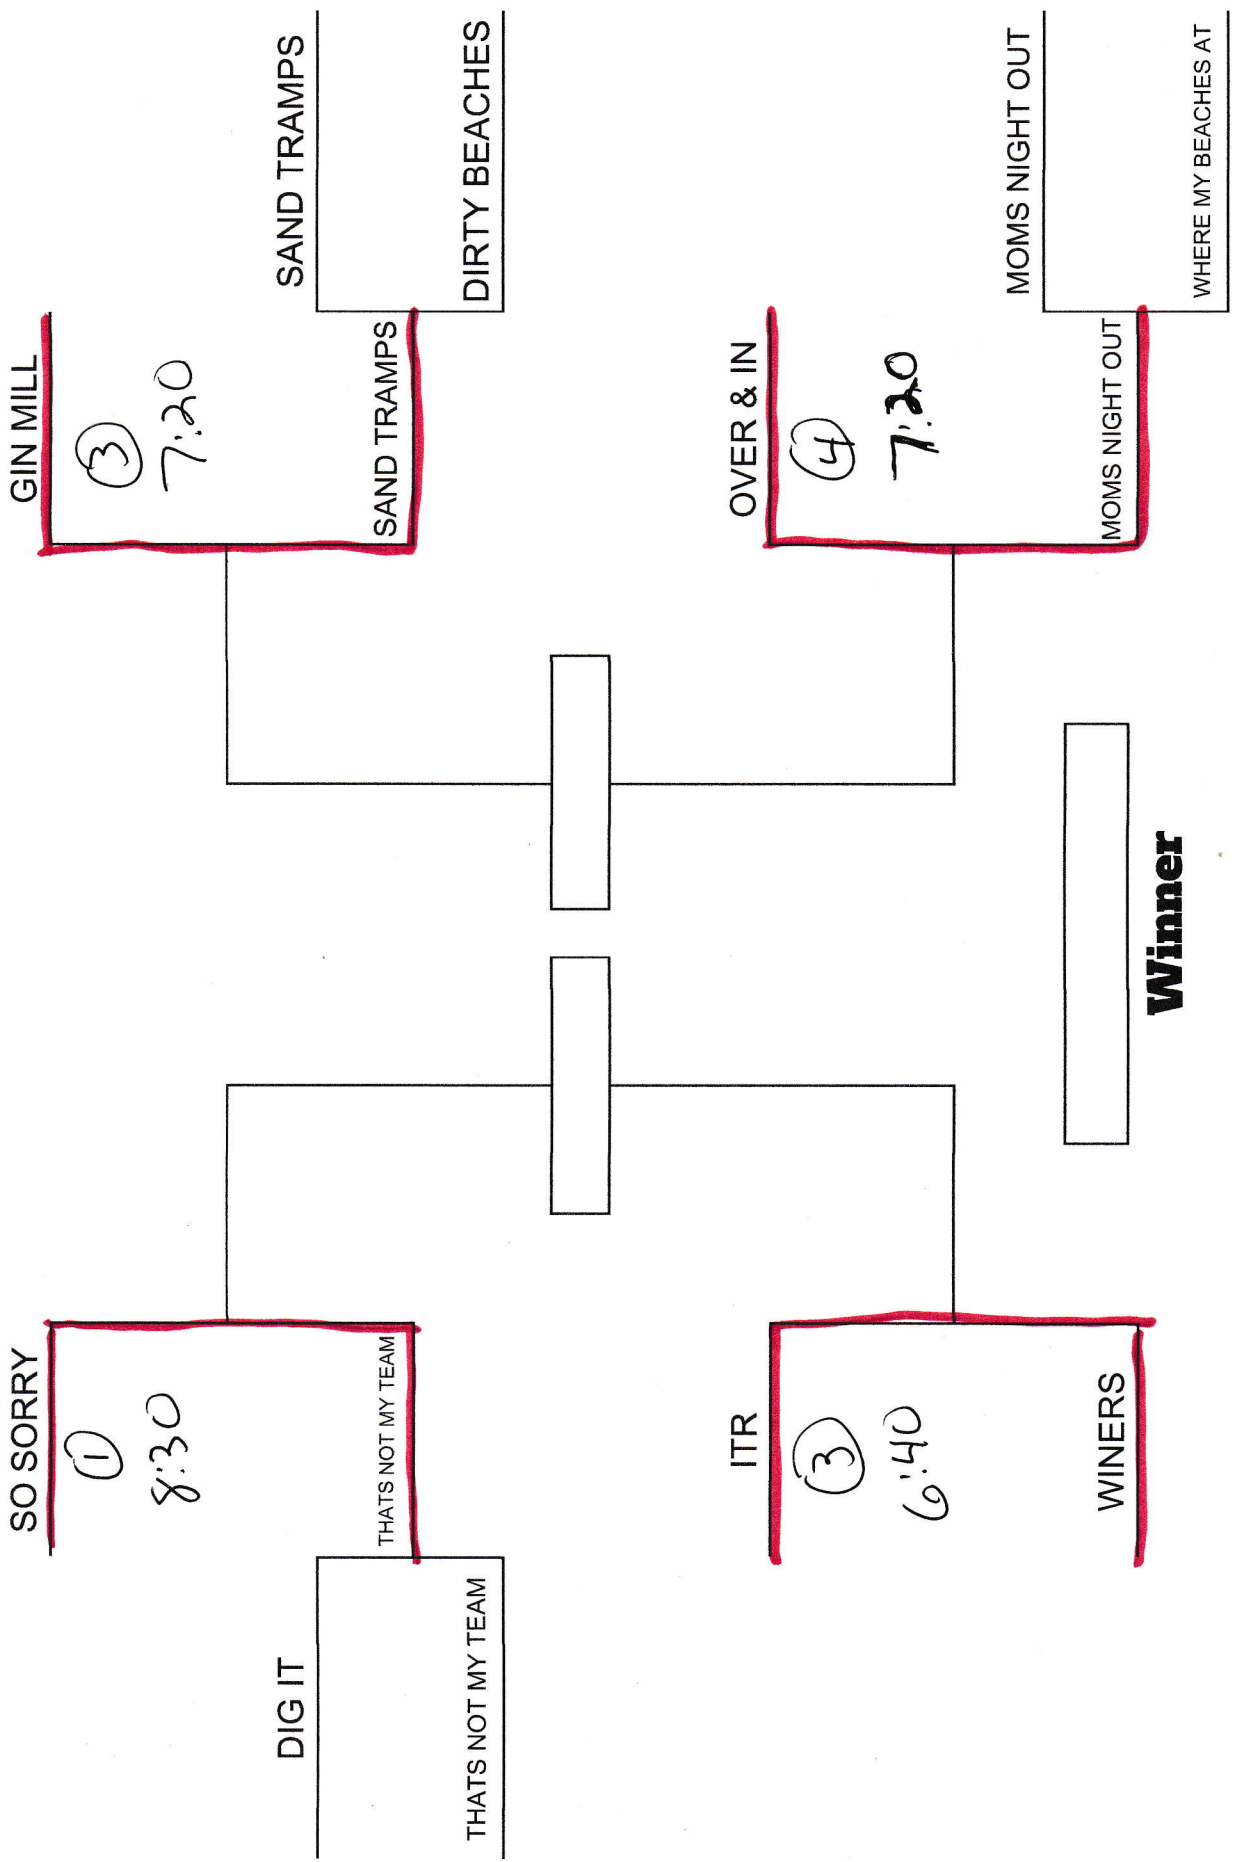 SO SORRY
① 
8:30
THATS NOT MY TEAM
DIG IT
THATS NOT MY TEAM
ITR
③
6:40
WINERS
GIN MILL
③
7:20
SAND TRAMPS
SAND TRAMPS
DIRTY BEACHES
OVER & IN
④
7:20
MOMS NIGHT OUT
MOMS NIGHT OUT
WHERE MY BEACHES AT
Winner